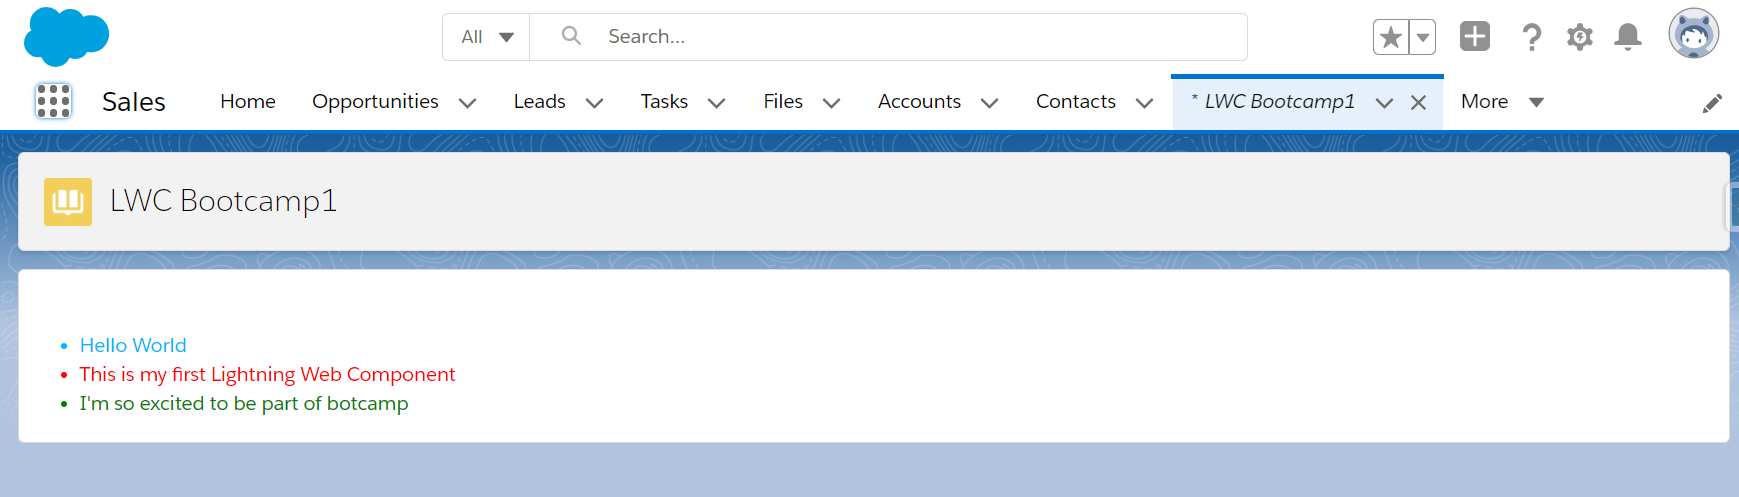 All Search...
Sales Home Opportunities Leads Tasks Files Accounts Contacts * LWC Bootcamp1 More
LWC Bootcamp1
• Hello World
• This is my first Lightning Web Component
• I'm so excited to be part of botcamp